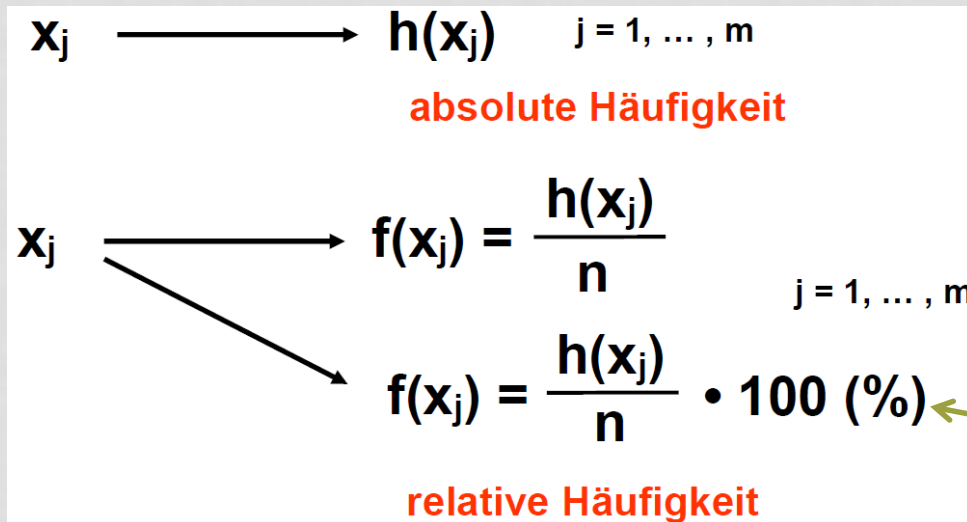 xj h(xj) j = 1, ... , m
absolute Häufigkeit
xj f(xj) = h(xj) / n
j = 1, ... , m
f(xj) = h(xj) / n • 100 (%)
relative Häufigkeit